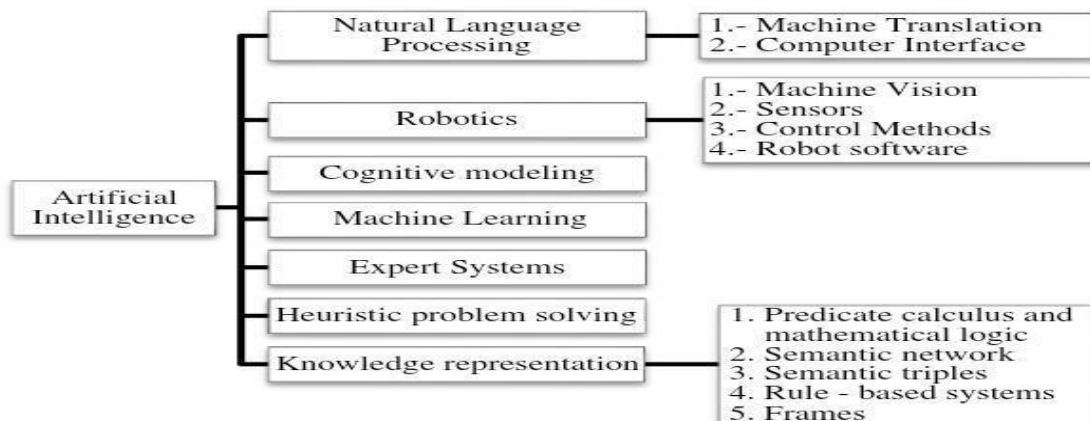 Artificial
Intelligence
Natural Language
Processing
1.- Machine Translation
2.- Computer Interface
Robotics
1.- Machine Vision
2.- Sensors
3.- Control Methods
4.- Robot software
Cognitive modeling
Machine Learning
Expert Systems
Heuristic problem solving
Knowledge representation
1. Predicate calculus and
mathematical logic
2. Semantic network
3. Semantic triples
4. Rule - based systems
5. Frames